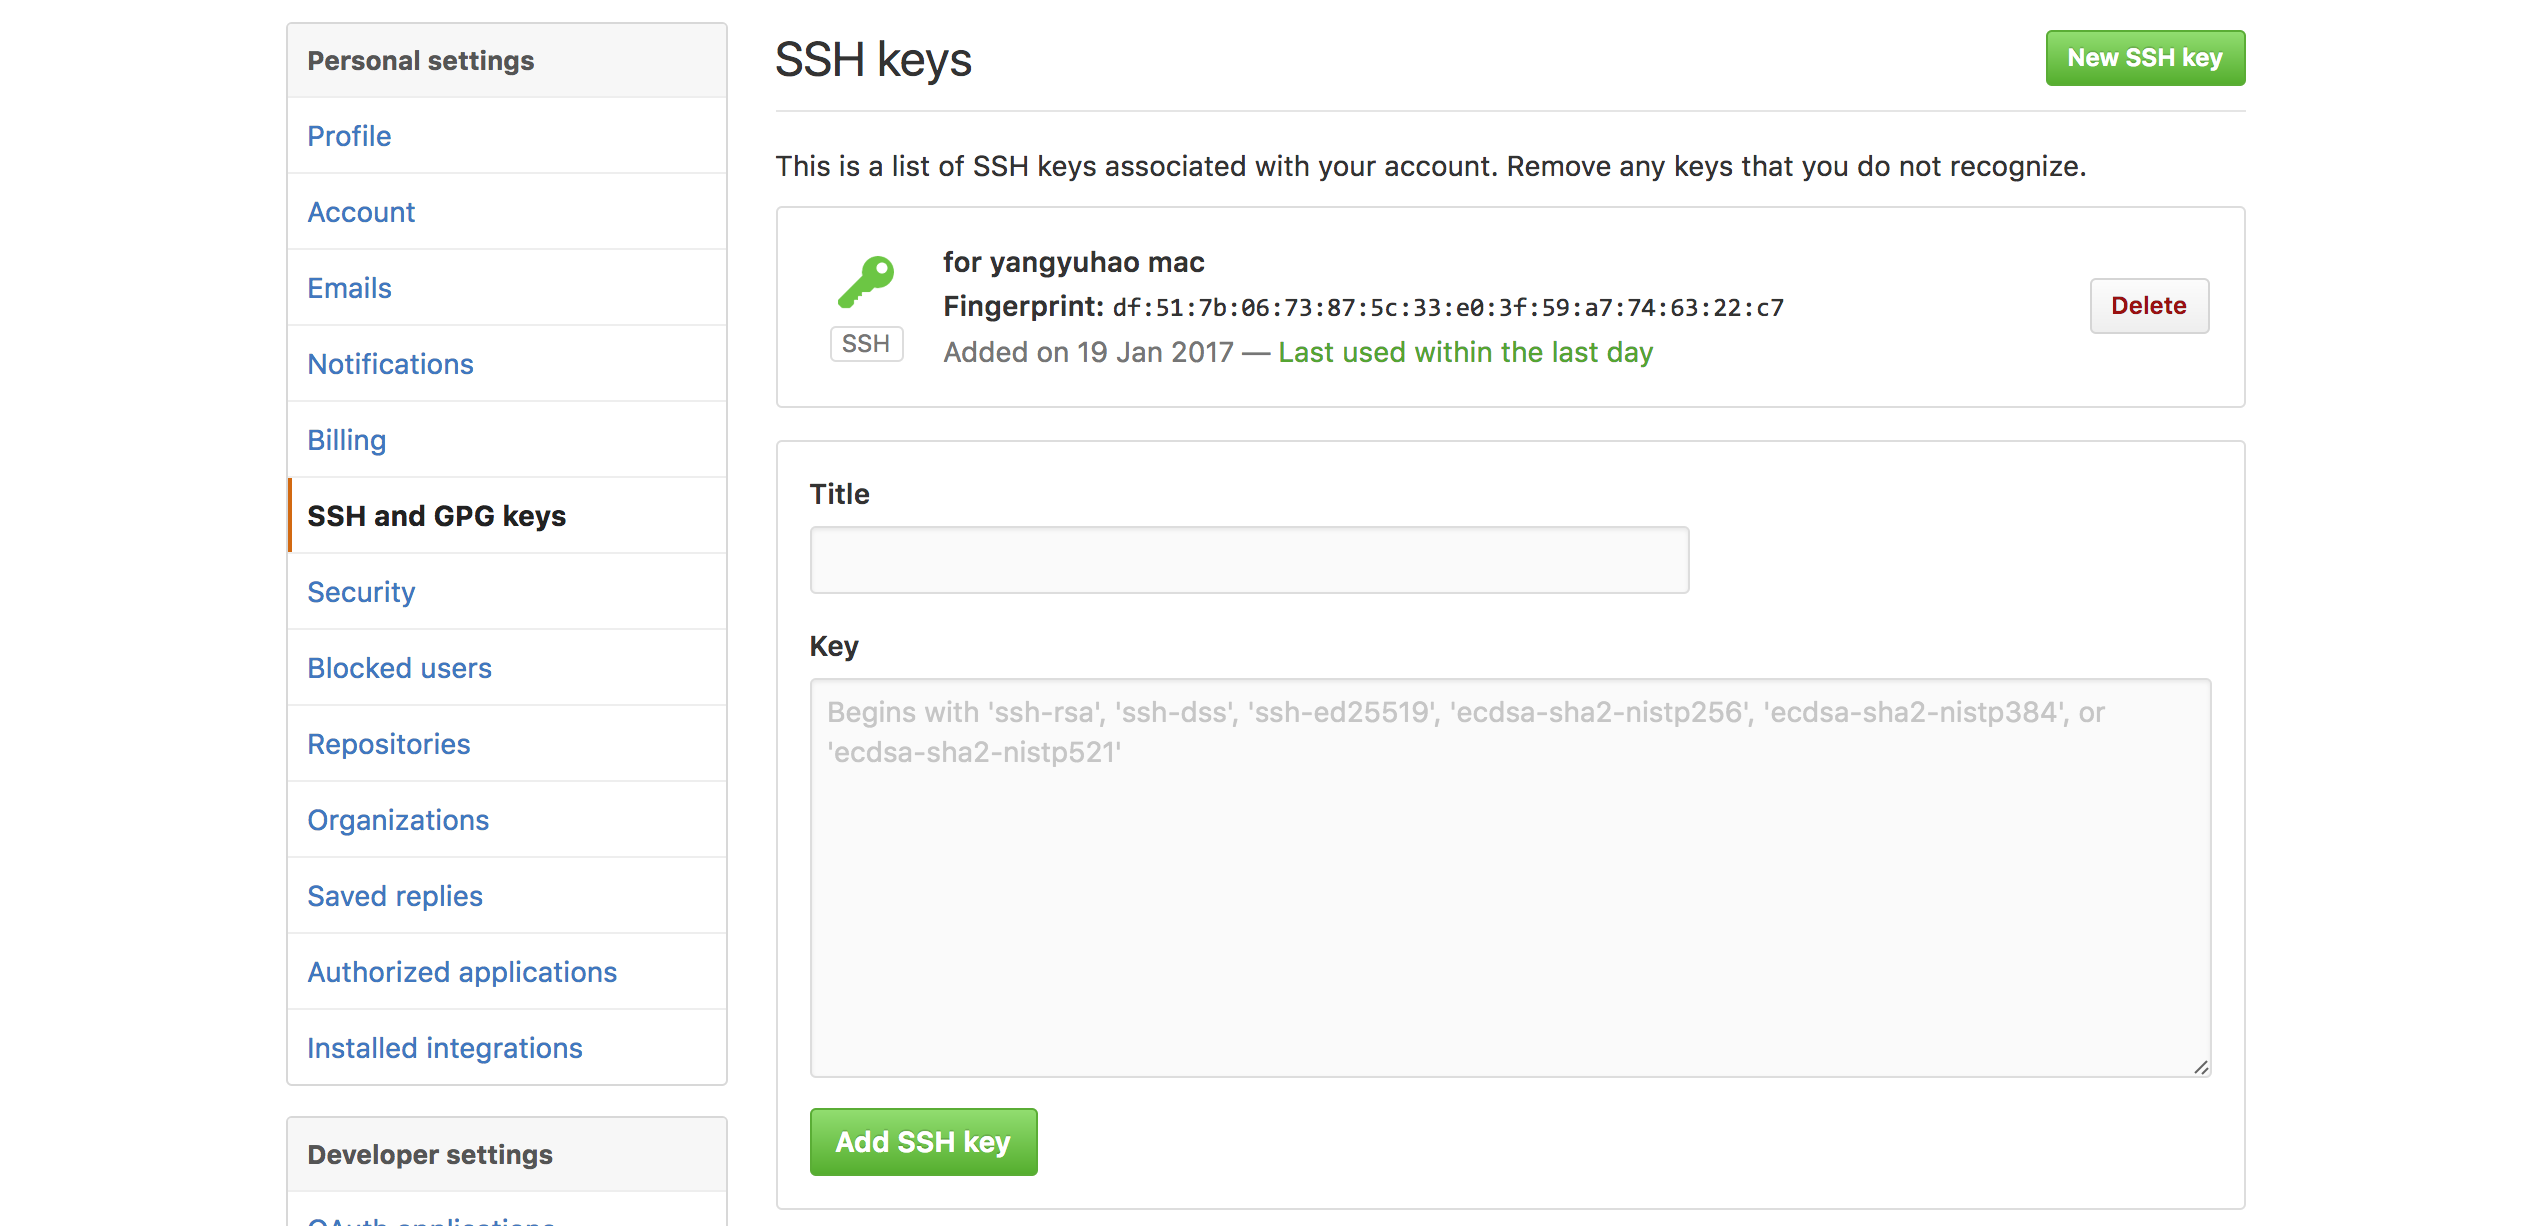 Personal settings
Profile
Account
Emails
Notifications
Billing
SSH and GPG keys
Security
Blocked users
Repositories
Organizations
Saved replies
Authorized applications
Installed integrations
Developer settings
OAuth applications
SSH keys
New SSH key
This is a list of SSH keys associated with your account. Remove any keys that you do not recognize.
for yangyuhao mac
Fingerprint: df:51:7b:06:73:87:5c:33:e0:3f:59:a7:74:63:22:c7
SSH
Added on 19 Jan 2017 — Last used within the last day
Delete
Title
Key
Begins with 'ssh-rsa', 'ssh-dss', 'ssh-ed25519', 'ecdsa-sha2-nistp256', 'ecdsa-sha2-nistp384', or
'ecdsa-sha2-nistp521'
Add SSH key